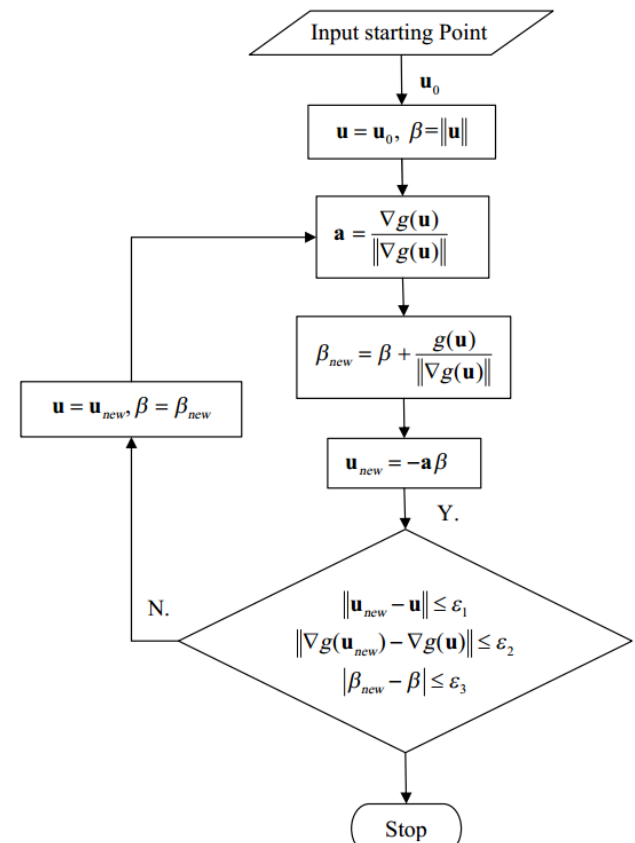 Input starting Point
u₀
u = u₀, β=‖u‖
a = ∇g(u) / ‖∇g(u)‖
β_new = β + g(u) / ‖∇g(u)‖
u = u_new, β = β_new
u_new = −aβ
Y.
N.
‖u_new − u‖ ≤ ε₁
‖∇g(u_new) − ∇g(u)‖ ≤ ε₂
|β_new − β| ≤ ε₃
Stop